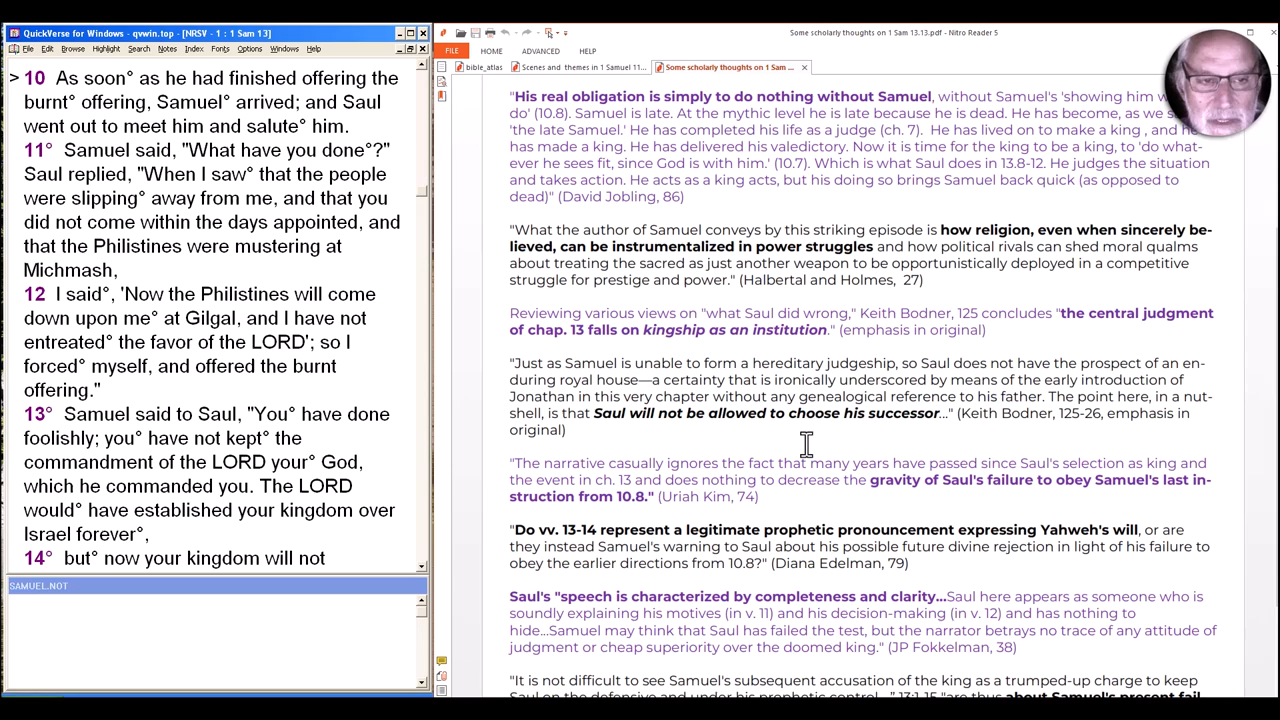 QuickVerse for Windows - qvwin.top - [NRSV - 1 : 1 Sam 13]
File Edit Browse Highlight Search Notes Index Fonts Options Windows Help
> 10 As soon° as he had finished offering the
burnt° offering, Samuel° arrived; and Saul
went out to meet him and salute° him.
11° Samuel said, "What have you done°?"
Saul replied, "When I saw° that the people
were slipping° away from me, and that you
did not come within the days appointed, and
that the Philistines were mustering at
Michmash,
12 I said°, 'Now the Philistines will come
down upon me° at Gilgal, and I have not
entreated° the favor of the LORD'; so I
forced° myself, and offered the burnt
offering."
13° Samuel said to Saul, "You° have done
foolishly; you° have not kept° the
commandment of the LORD your° God,
which he commanded you. The LORD
would° have established your kingdom over
Israel forever°,
14° but° now your kingdom will not
SAMUEL.NOT
Some scholarly thoughts on 1 Sam 13.13.pdf - Nitro Reader 5
FILE HOME ADVANCED HELP
bible_atlas Scenes and themes in 1 Samuel 11... Some scholarly thoughts on 1 Sam ...
"His real obligation is simply to do nothing without Samuel, without Samuel's 'showing him
do' (10.8). Samuel is late. At the mythic level he is late because he is dead. He has become, as we
'the late Samuel.' He has completed his life as a judge (ch. 7). He has lived on to make a king , and he
has made a king. He has delivered his valedictory. Now it is time for the king to be a king, to 'do what-
ever he sees fit, since God is with him.' (10.7). Which is what Saul does in 13.8-12. He judges the situation
and takes action. He acts as a king acts, but his doing so brings Samuel back quick (as opposed to
dead)" (David Jobling, 86)
"What the author of Samuel conveys by this striking episode is how religion, even when sincerely be-
lieved, can be instrumentalized in power struggles and how political rivals can shed moral qualms
about treating the sacred as just another weapon to be opportunistically deployed in a competitive
struggle for prestige and power." (Halbertal and Holmes, 27)
Reviewing various views on "what Saul did wrong," Keith Bodner, 125 concludes "the central judgment
of chap. 13 falls on kingship as an institution." (emphasis in original)
"Just as Samuel is unable to form a hereditary judgeship, so Saul does not have the prospect of an en-
during royal house—a certainty that is ironically underscored by means of the early introduction of
Jonathan in this very chapter without any genealogical reference to his father. The point here, in a nut-
shell, is that Saul will not be allowed to choose his successor..." (Keith Bodner, 125-26, emphasis in
original)
"The narrative casually ignores the fact that many years have passed since Saul's selection as king and
the event in ch. 13 and does nothing to decrease the gravity of Saul's failure to obey Samuel's last in-
struction from 10.8." (Uriah Kim, 74)
"Do vv. 13-14 represent a legitimate prophetic pronouncement expressing Yahweh's will, or are
they instead Samuel's warning to Saul about his possible future divine rejection in light of his failure to
obey the earlier directions from 10.8?" (Diana Edelman, 79)
Saul's "speech is characterized by completeness and clarity...Saul here appears as someone who is
soundly explaining his motives (in v. 11) and his decision-making (in v. 12) and has nothing to
hide...Samuel may think that Saul has failed the test, but the narrator betrays no trace of any attitude of
judgment or cheap superiority over the doomed king." (JP Fokkelman, 38)
"It is not difficult to see Samuel's subsequent accusation of the king as a trumped-up charge to keep
Saul on the defensive and under his prophetic control..." 13:1-15 "are thus about Samuel's present fail